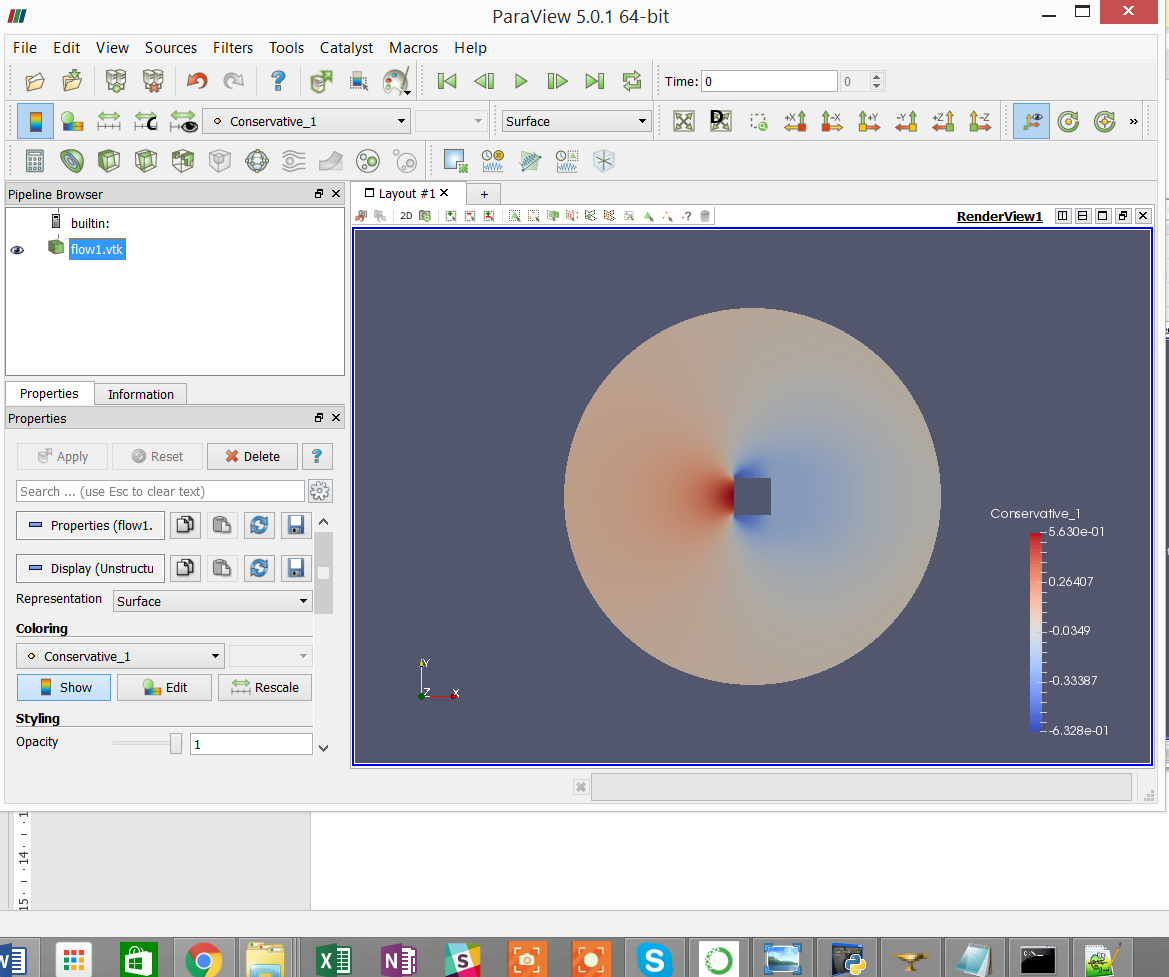 ParaView 5.0.1 64-bit
File Edit View Sources Filters Tools Catalyst Macros Help
? Time: 0 0
C Conservative_1 Surface D +X -X +Y -Y +Z -Z »
Pipeline Browser
Layout #1 +
2D ? RenderView1
builtin:
flow1.vtk
Properties Information
Properties
Apply Reset Delete ?
Search ... (use Esc to clear text)
Properties (flow1.
Display (Unstructu
Representation Surface
Coloring
Conservative_1
Show Edit Rescale
Styling
Opacity 1
Conservative_1
5.630e-01
0.26407
-0.0349
-0.33387
-6.328e-01
Y
Z X
14
15
W X N S S C:\_